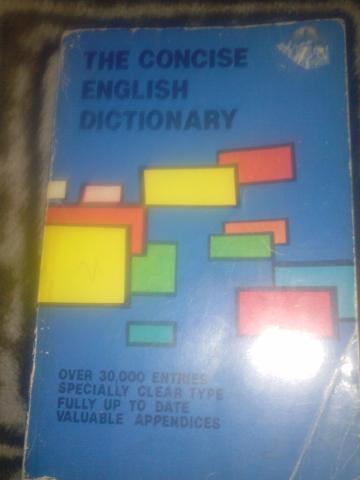 THE CONCISE
ENGLISH
DICTIONARY
OVER 30,000 ENTRIES
SPECIALLY CLEAR TYPE
FULLY UP TO DATE
VALUABLE APPENDICES